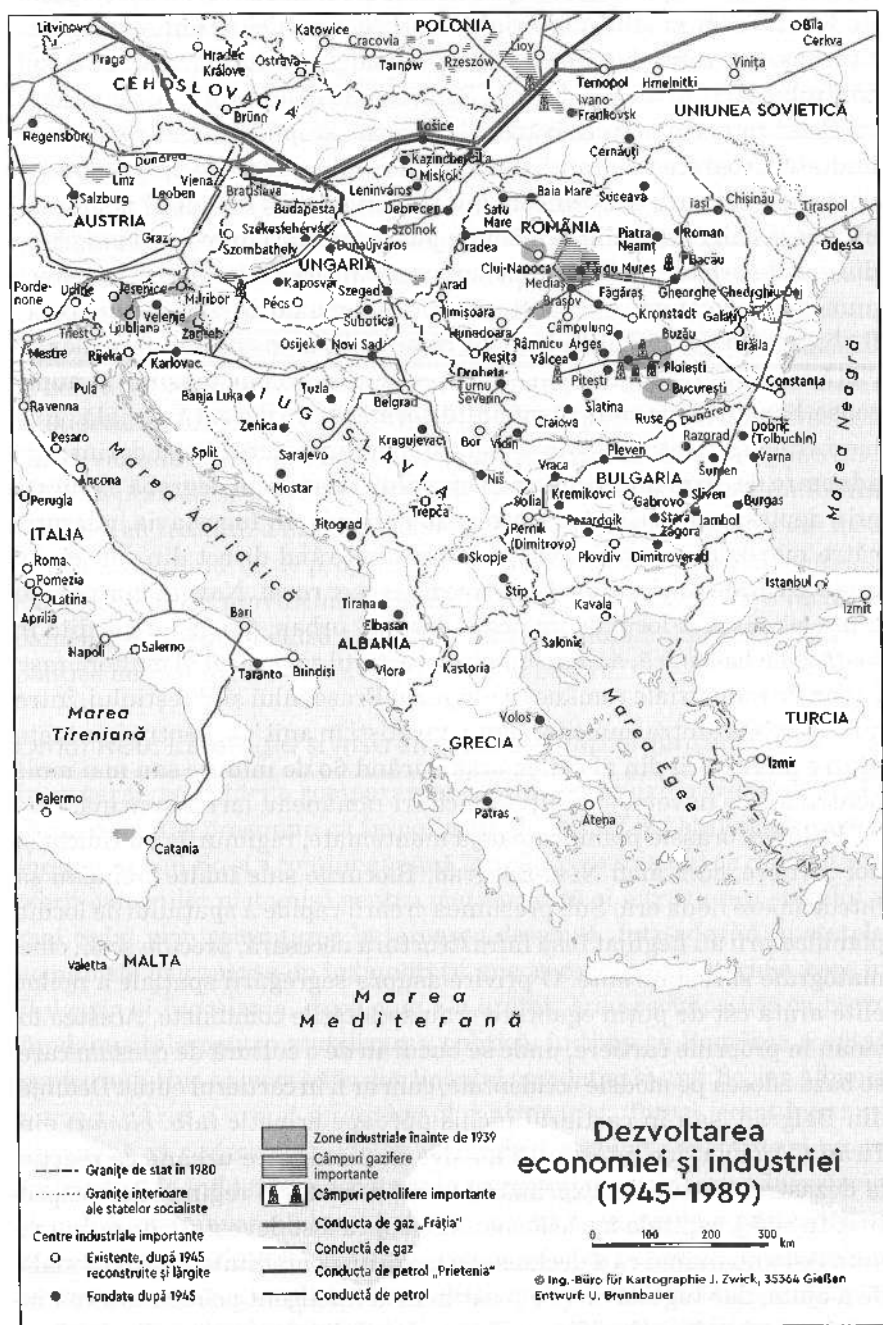 Litvinov
Praga
CEHOSLOVACIA
Hradec
Králove
Katowice
Ostrava
Brünn
POLONIA
Cracovia
Tarnow
Rzeszów
Lioy
Bila
Cerkva
Ternopol
Hmelnitki
Vinița
Ivano-
Frankovsk
UNIUNEA SOVIETICĂ
Cernăuți
Regensburg
Dunărea
Linz
Viena
Leoben
Salzburg
AUSTRIA
Graz
Bratislava
Košice
Kazincbarcika
Miskok
Leninváros
Budapesta
Debrecen
Székesfehérvár
Szolnok
Szombathely
Dunaújváros
UNGARIA
Kaposvar
Pécs
Szeged
Subotica
Satu
Mare
Baia Mare
Suceava
Iași
Chișinău
Tiraspol
Odessa
ROMÂNIA
Oradea
Piatra
Neamț
Roman
Bacău
Cluj-Napoca
Târgu Mureș
Mediaș
Arad
Brașov
Făgăraș
Gheorghe Gheorghiu-Dej
Timișoara
Hunedoara
Kronstadt
Galați
Câmpulung
Buzău
Brăila
Reșița
Râmnicu
Vâlcea
Argeș
Ploiești
Drobeta
Turnu
Severin
Pitești
București
Constanța
Slatina
Craiova
Ruse
Dunărea
Marea Neagră
Pordenone
Udine
Jesenice
Maribor
Velenje
Triest
Ljubljana
Zagreb
Mestre
Rijeka
Karlovac
Osijek
Novi Sad
Pula
Ravenna
Banja Luka
Tuzla
Belgrad
IUGOSLAVIA
Zenica
Kragujevac
Bor
Vidin
Pesaro
Marea Adriatică
Split
Sarajevo
Ancona
Mostar
Niš
Perugia
Trepča
Titograd
ITALIA
Skopje
Stip
Razgrad
Dobrič
(Tolbuchin)
Pleven
Šumen
Varna
Vraca
BULGARIA
Kremikovci
Gabrovo
Sliven
Burgas
Sofia
Pernik
(Dimitrovo)
Pazardgik
Stara
Zagora
Jambol
Plovdiv
Dimitrovgrad
Roma
Pomezia
Latina
Aprilia
Bari
Tirana
Elbasan
ALBANIA
Napoli
Salerno
Taranto
Brindisi
Vlora
Kastoria
Kavala
Salonic
Istanbul
Izmit
Marea
Tireniană
Volos
GRECIA
Marea Egee
TURCIA
Izmir
Palermo
Patras
Atena
Catania
Valetta
MALTA
Marea
Mediterană
Granițe de stat în 1980
Granițe interioare
ale statelor socialiste
Centre industriale importante
Existente, după 1945
reconstruite și lărgite
Fondate după 1945
Zone industriale înainte de 1939
Câmpuri gazifere
importante
Câmpuri petrolifere importante
Conducta de gaz „Frăția"
Conductă de gaz
Conducta de petrol „Prietenia"
Conductă de petrol
Dezvoltarea
economiei și industriei
(1945–1989)
0 100 200 300
km
© Ing.-Büro für Kartographie J. Zwick, 35364 Gießen
Entwurf: U. Brunnbauer